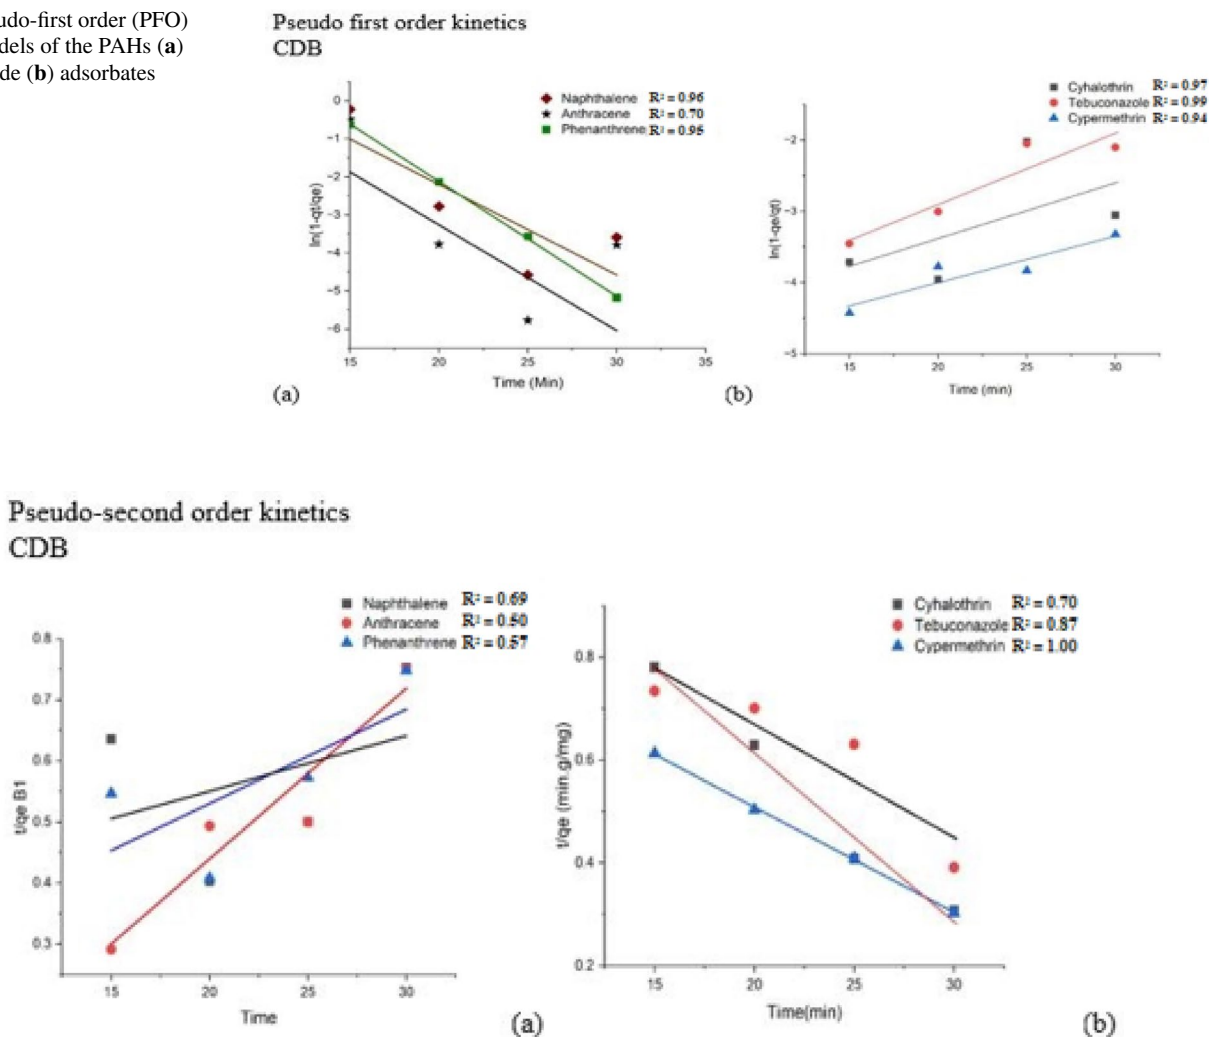 udo-first order (PFO)
dels of the PAHs (a)
de (b) adsorbates
Pseudo first order kinetics
CDB
Naphthalene R² = 0.96
Anthracene R² = 0.70
Phenanthrene R² = 0.95
0
−1
−2
−3
−4
−5
−6
ln(1-qt/qe)
15
20
25
30
35
Time (Min)
(a)
Cyhalothrin R² = 0.97
Tebuconazole R² = 0.99
Cypermethrin R² = 0.94
−2
−3
−4
−5
ln(1-qe/qt)
15
20
25
30
Time (min)
(b)
Pseudo-second order kinetics
CDB
Naphthalene R² = 0.69
Anthracene R² = 0.50
Phenanthrene R² = 0.57
0.8
0.7
0.6
0.5
0.4
0.3
t/qe B1
15
20
25
30
Time
(a)
Cyhalothrin R² = 0.70
Tebuconazole R² = 0.87
Cypermethrin R² = 1.00
0.8
0.6
0.4
0.2
t/qe (min.g/mg)
15
20
25
30
Time(min)
(b)